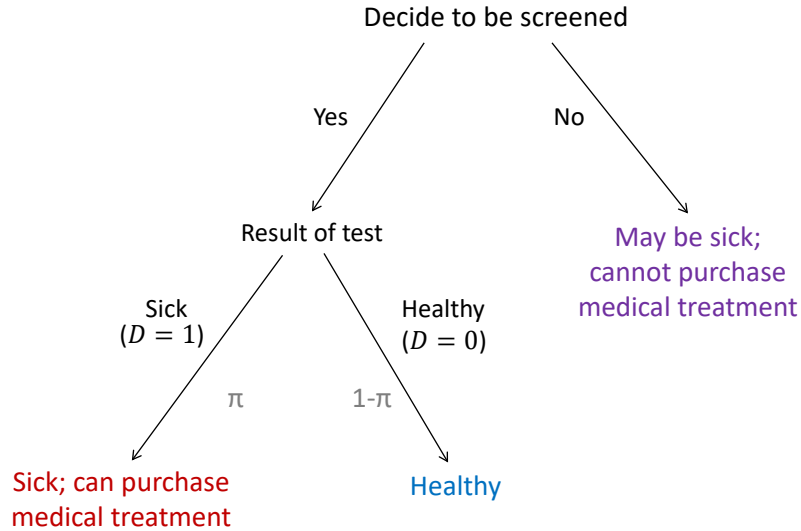 Decide to be screened
Yes
No
Result of test
May be sick;
cannot purchase
medical treatment
Sick
(D = 1)
Healthy
(D = 0)
π
1-π
Sick; can purchase
medical treatment
Healthy